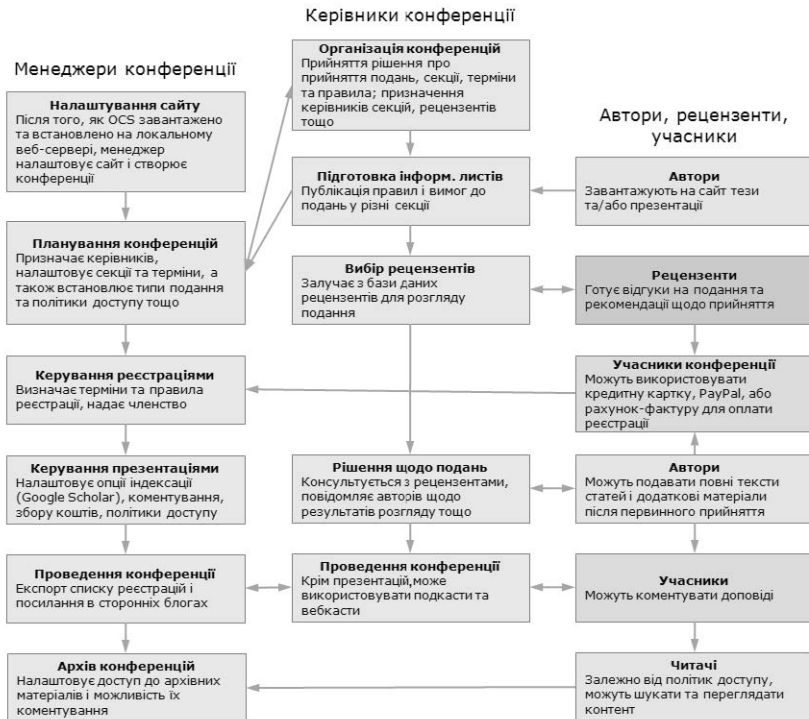 Керівники конференції
Менеджери конференції
Автори, рецензенти,
учасники
Налаштування сайту
Після того, як OCS завантажено
та встановлено на локальному
веб-сервері, менеджер
налаштовує сайт і створює
конференції
Планування конференцій
Призначає керівників,
налаштовує секції та терміни, а
також встановлює типи подання
та політики доступу тощо
Керування реєстраціями
Визначає терміни та правила
реєстрації, надає членство
Керування презентаціями
Налаштовує опції індексації
(Google Scholar), коментування,
збору коштів, політики доступу
Проведення конференції
Експорт списку реєстрацій і
посилання в сторонніх блогах
Архів конференцій
Налаштовує доступ до архівних
матеріалів і можливість їх
коментування
Організація конференцій
Прийняття рішення про
прийняття подань, секції, терміни
та правила; призначення
керівників секцій, рецензентів
тощо
Підготовка інформ. листів
Публікація правил і вимог до
подань у різні секції
Вибір рецензентів
Залучає з бази даних
рецензентів для розгляду
подання
Рішення щодо подань
Консультується з рецензентами,
повідомляє авторів щодо
результатів розгляду тощо
Проведення конференції
Крім презентацій,може
використовувати подкасти та
вебкасти
Автори
Завантажують на сайт тези
та/або презентації
Рецензенти
Готує відгуки на подання та
рекомендації щодо прийняття
Учасники конференції
Можуть використовувати
кредитну картку, PayPal, або
рахунок-фактуру для оплати
реєстрації
Автори
Можуть подавати повні тексти
статей і додаткові матеріали
після первинного прийняття
Учасники
Можуть коментувати доповіді
Читачі
Залежно від політик доступу,
можуть шукати та переглядати
контент